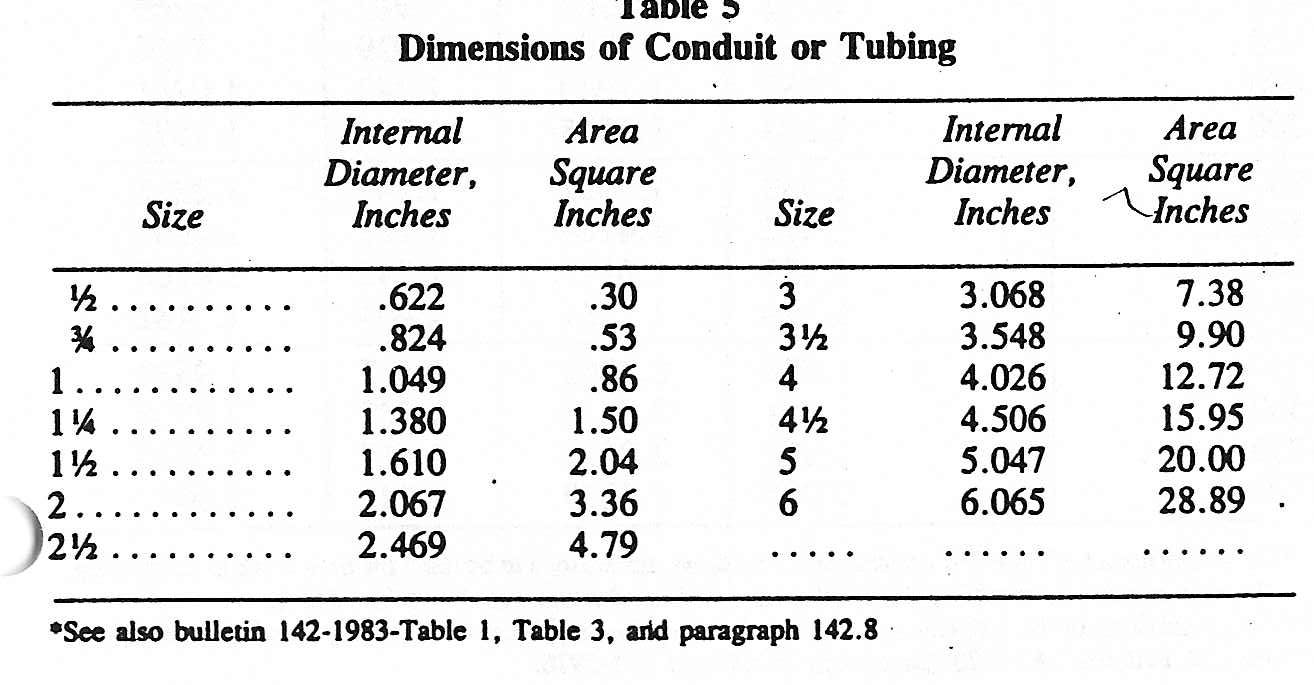 Table 5
Dimensions of Conduit or Tubing
Internal Area Internal Area
Diameter, Square Diameter, Square
Size Inches Inches Size Inches Inches
½ .......... .622 .30 3 3.068 7.38
¾ .......... .824 .53 3½ 3.548 9.90
1............ 1.049 .86 4 4.026 12.72
1¼ .......... 1.380 1.50 4½ 4.506 15.95
1½ .......... 1.610 2.04 5 5.047 20.00
2............ 2.067 3.36 6 6.065 28.89
2½ .......... 2.469 4.79 ..... ...... ......
*See also bulletin 142-1983-Table 1, Table 3, and paragraph 142.8